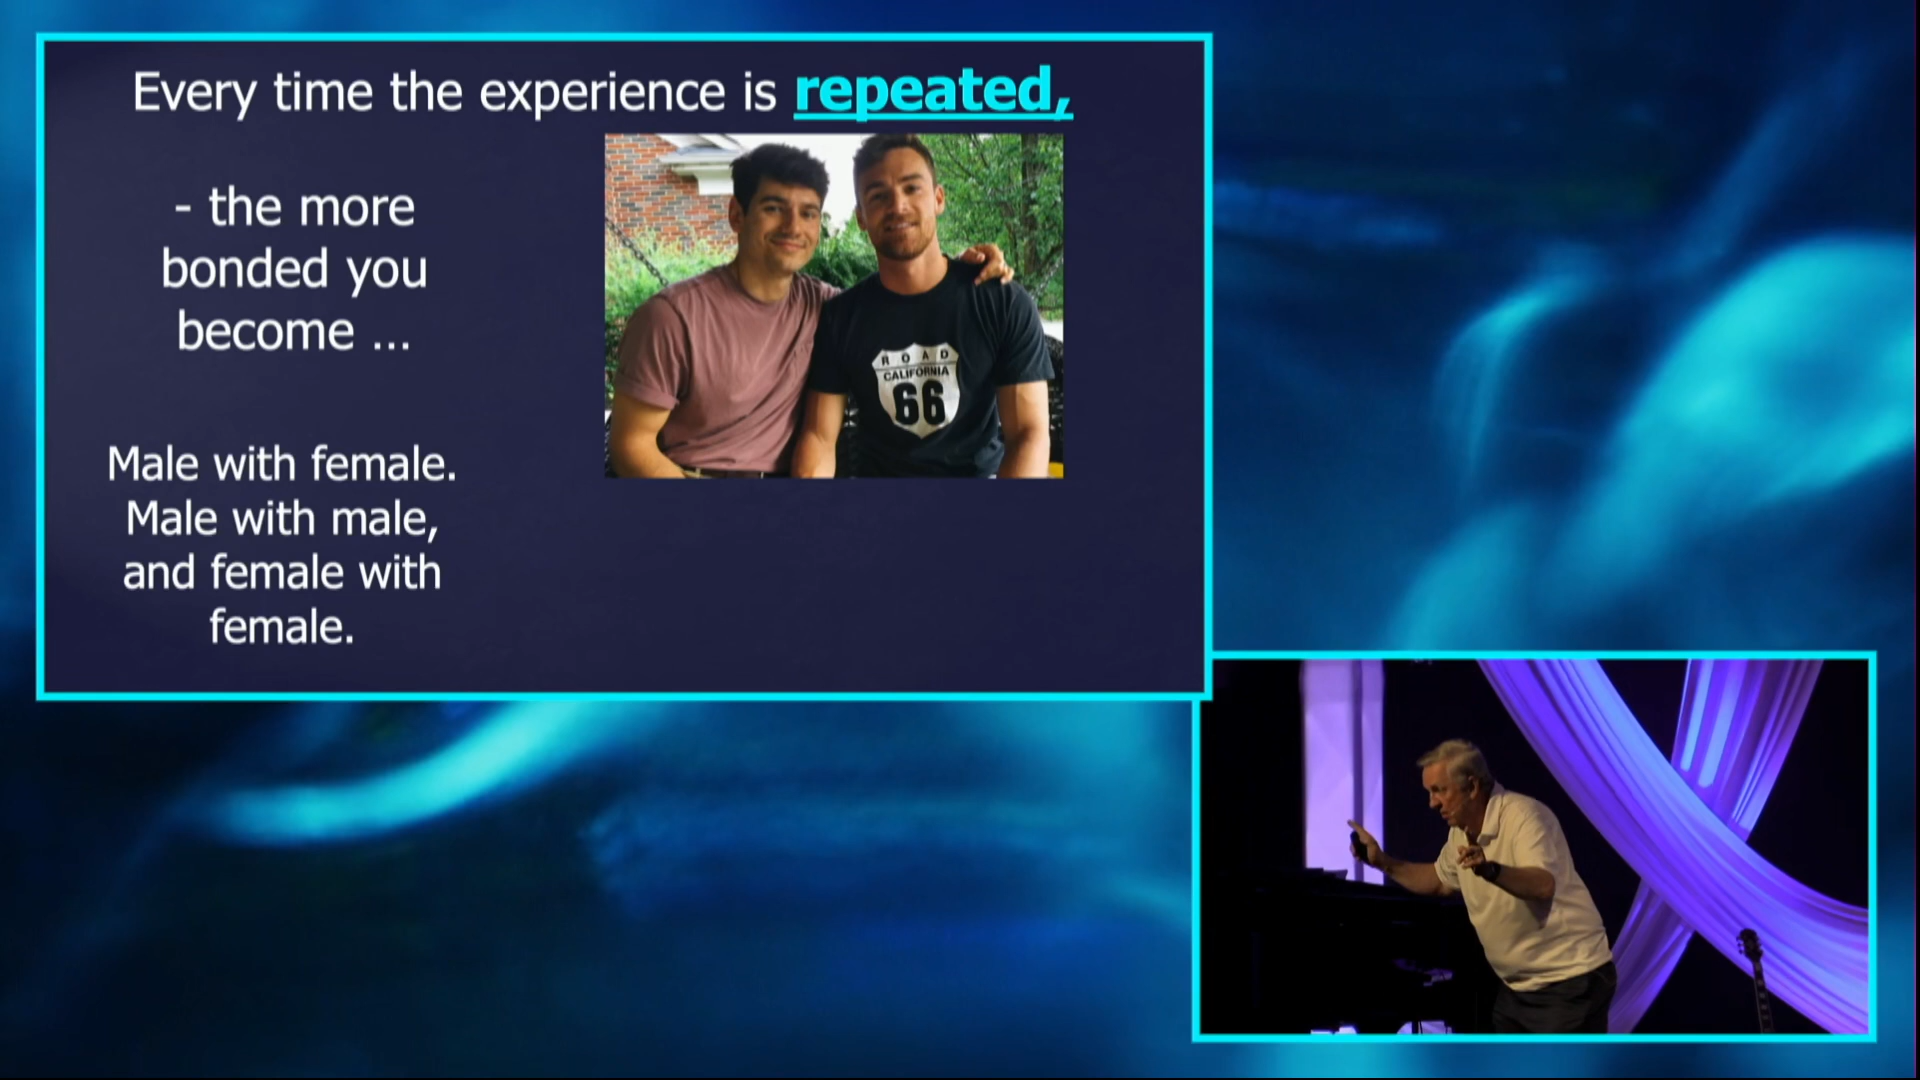 Every time the experience is repeated,
- the more
bonded you
become ...
Male with female.
Male with male,
and female with
female.
ROAD
CALIFORNIA
66